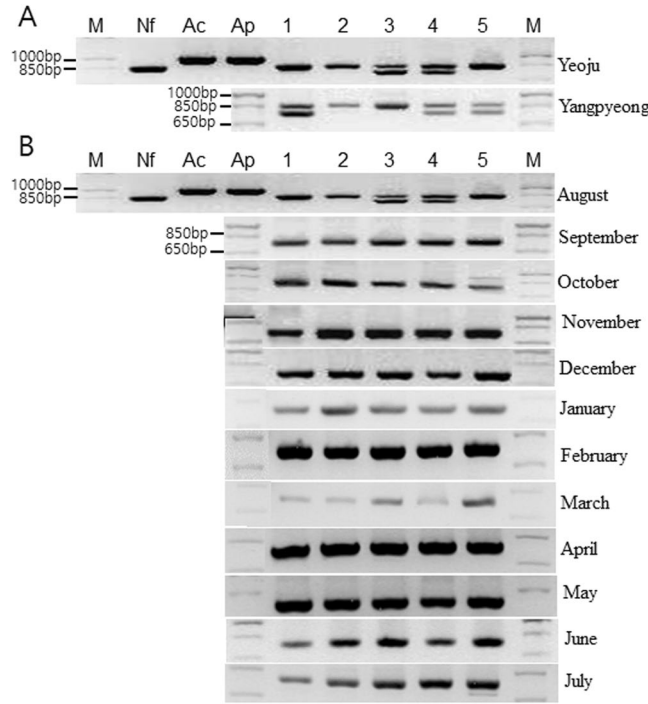 A
M Nf Ac Ap 1 2 3 4 5 M
1000bp
850bp
Yeoju
1000bp
850bp
650bp
Yangpyeong
B
M Nf Ac Ap 1 2 3 4 5 M
1000bp
850bp
August
850bp
650bp
September
October
November
December
January
February
March
April
May
June
July